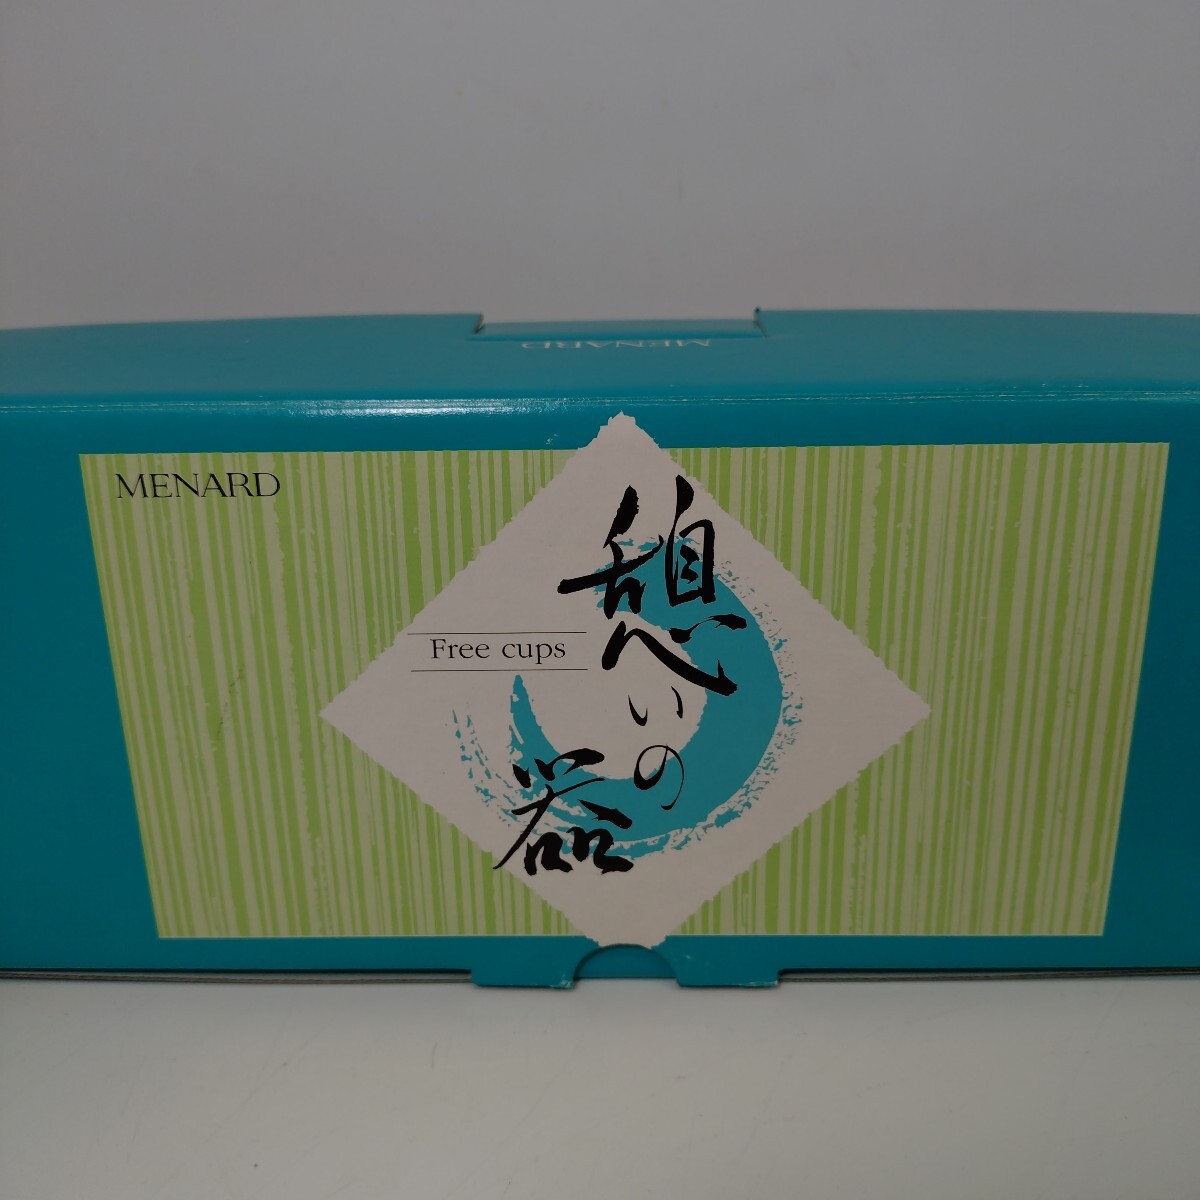 MENARD
MENARD
憩いの
器
Free cups